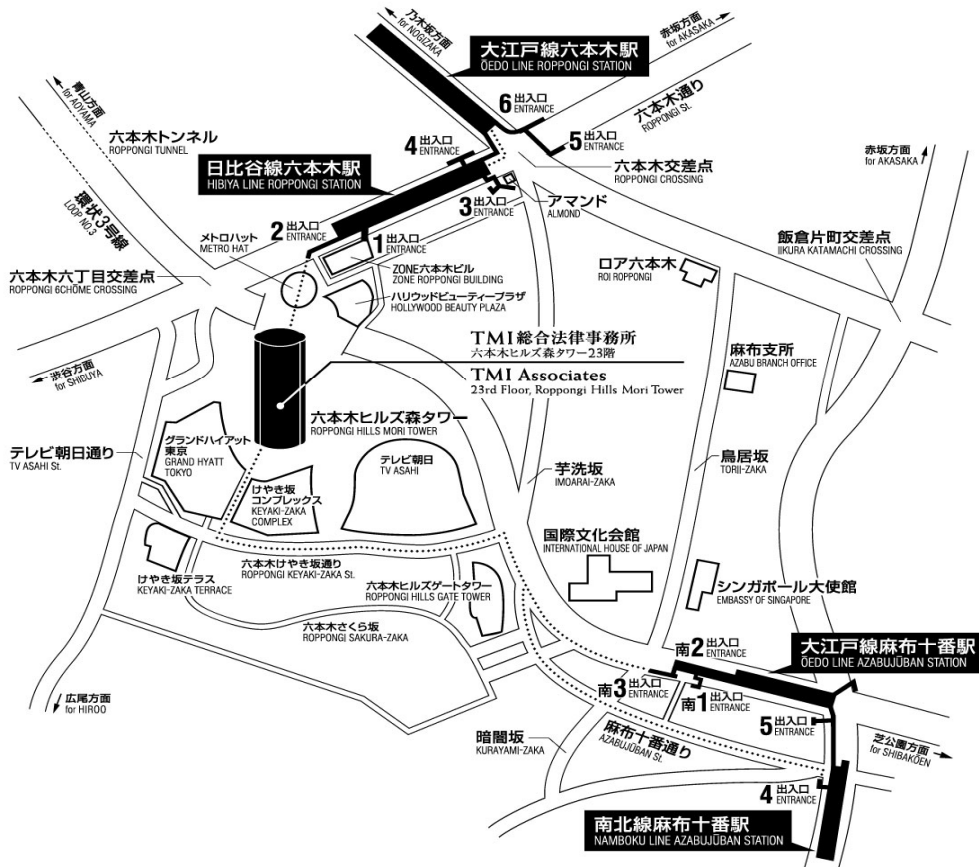 乃木坂方面
for NOGIZAKA
赤坂方面
for AKASAKA
大江戸線六本木駅
ŌEDO LINE ROPPONGI STATION
青山方面
for AOYAMA
六本木トンネル
ROPPONGI TUNNEL
6 出入口
ENTRANCE
六本木通り
ROPPONGI St.
4 出入口
ENTRANCE
5 出入口
ENTRANCE
日比谷線六本木駅
HIBIYA LINE ROPPONGI STATION
六本木交差点
ROPPONGI CROSSING
赤坂方面
for AKASAKA
環状3号線
LOOP NO.3
3 出入口
ENTRANCE
アマンド
ALMOND
2 出入口
ENTRANCE
メトロハット
METRO HAT
1 出入口
ENTRANCE
飯倉片町交差点
IIKURA KATAMACHI CROSSING
六本木六丁目交差点
ROPPONGI 6CHŌME CROSSING
ZONE六本木ビル
ZONE ROPPONGI BUILDING
ロア六本木
ROI ROPPONGI
ハリウッドビューティープラザ
HOLLYWOOD BEAUTY PLAZA
TMI総合法律事務所
六本木ヒルズ森タワー23階
TMI Associates
23rd Floor, Roppongi Hills Mori Tower
麻布支所
AZABU BRANCH OFFICE
渋谷方面
for SHIBUYA
六本木ヒルズ森タワー
ROPPONGI HILLS MORI TOWER
テレビ朝日通り
TV ASAHI St.
グランドハイアット
東京
GRAND HYATT
TOKYO
テレビ朝日
TV ASAHI
芋洗坂
IMOARAI-ZAKA
鳥居坂
TORII-ZAKA
けやき坂
コンプレックス
KEYAKI-ZAKA
COMPLEX
国際文化会館
INTERNATIONAL HOUSE OF JAPAN
六本木けやき坂通り
ROPPONGI KEYAKI-ZAKA St.
けやき坂テラス
KEYAKI-ZAKA TERRACE
六本木ヒルズゲートタワー
ROPPONGI HILLS GATE TOWER
シンガポール大使館
EMBASSY OF SINGAPORE
六本木さくら坂
ROPPONGI SAKURA-ZAKA
南2 出入口
ENTRANCE
大江戸線麻布十番駅
ŌEDO LINE AZABUJŪBAN STATION
南3 出入口
ENTRANCE
南1 出入口
ENTRANCE
広尾方面
for HIROO
5 出入口
ENTRANCE
暗闇坂
KURAYAMI-ZAKA
麻布十番通り
AZABUJŪBAN St.
芝公園方面
for SHIBAKŌEN
4 出入口
ENTRANCE
南北線麻布十番駅
NAMBOKU LINE AZABUJŪBAN STATION